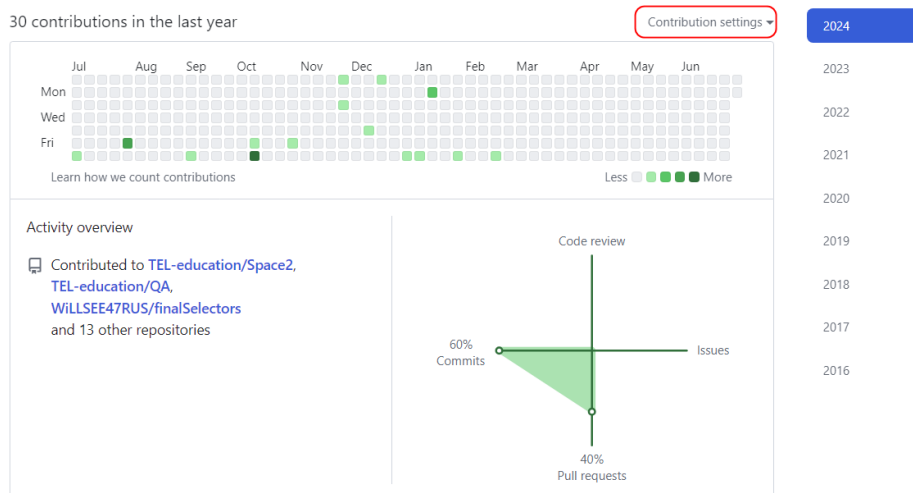 30 contributions in the last year
Contribution settings
Jul Aug Sep Oct Nov Dec Jan Feb Mar Apr May Jun
Mon
Wed
Fri
Learn how we count contributions
Less More
Activity overview
Contributed to TEL-education/Space2,
TEL-education/QA,
WiLLSEE47RUS/finalSelectors
and 13 other repositories
Code review
60%
Commits
Issues
40%
Pull requests
2024
2023
2022
2021
2020
2019
2018
2017
2016